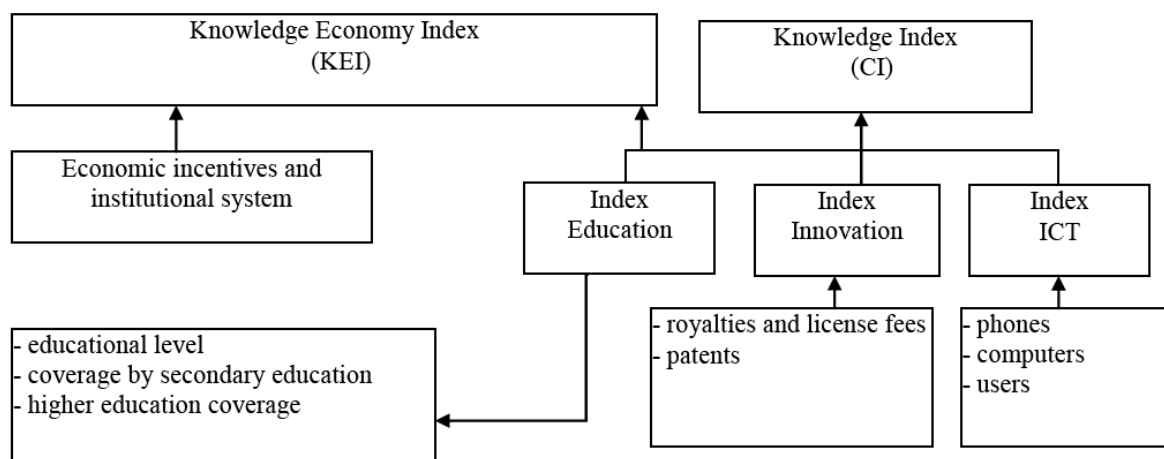 Knowledge Economy Index
(KEI)
Knowledge Index
(CI)
Economic incentives and
institutional system
Index
Education
Index
Innovation
Index
ICT
- educational level
- coverage by secondary education
- higher education coverage
- royalties and license fees
- patents
- phones
- computers
- users